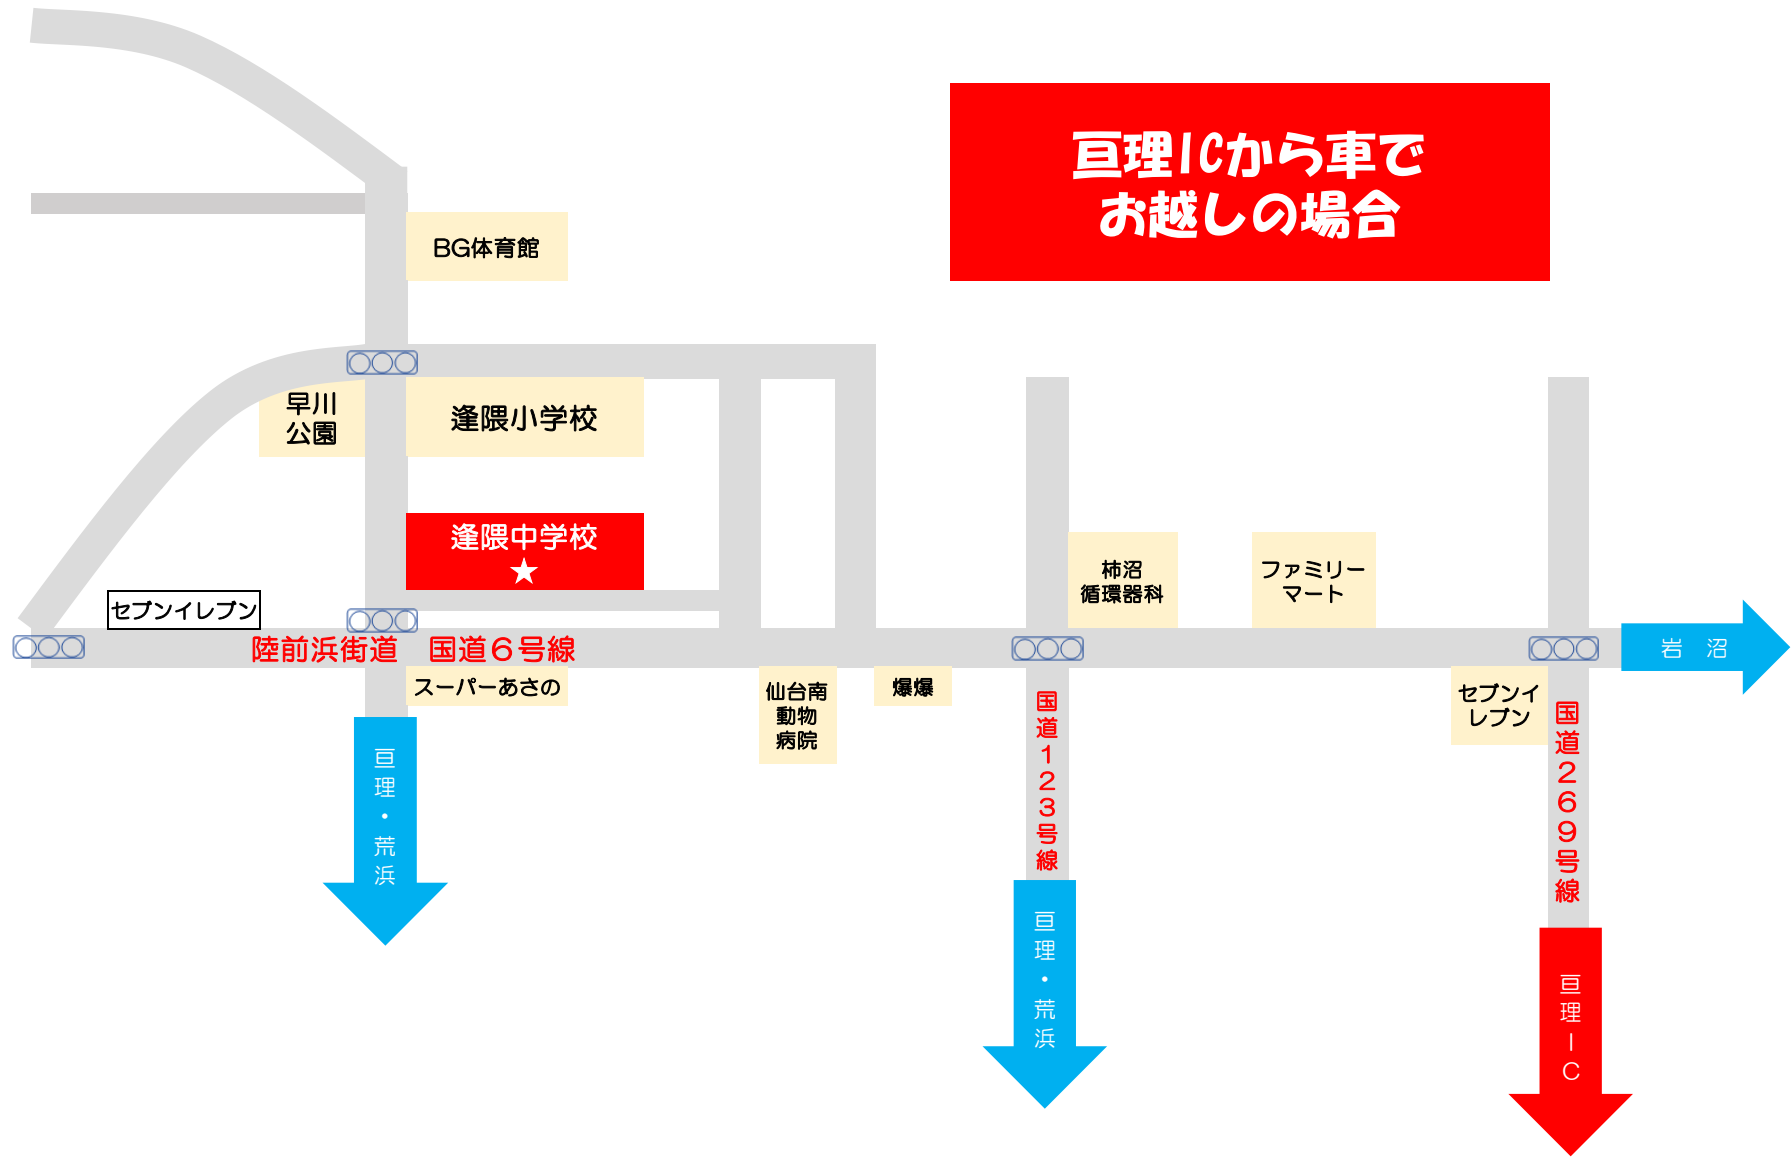 亘理ICから車で
お越しの場合
BG体育館
早川
公園
逢隈小学校
逢隈中学校
★
セブンイレブン
陸前浜街道　国道６号線
スーパーあさの
仙台南
動物
病院
爆爆
柿沼
循環器科
ファミリー
マート
セブンイ
レブン
岩　沼
国道１２３号線
国道２６９号線
亘理・荒浜
亘理・荒浜
亘理ＩＣ